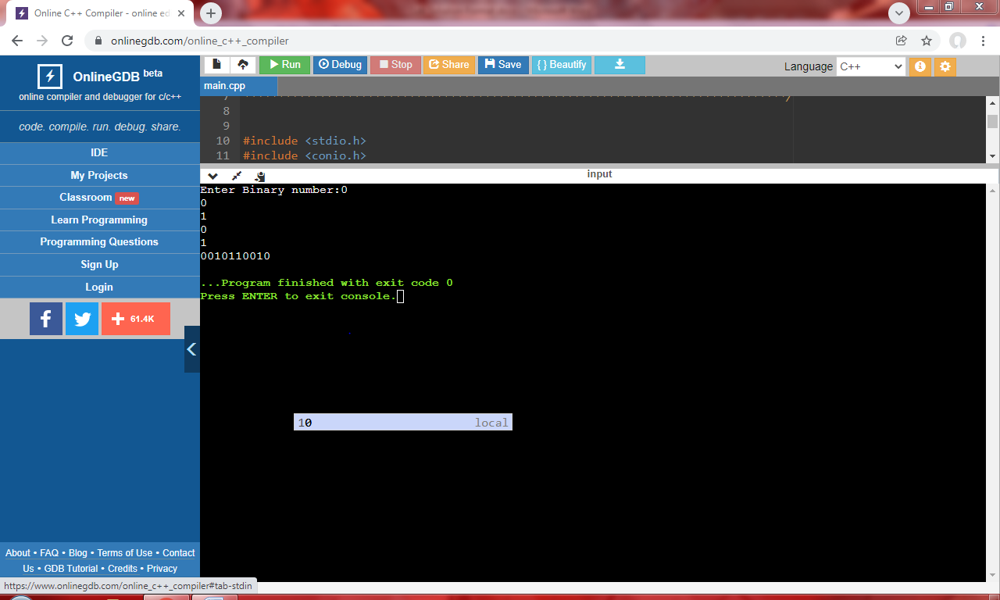 Online C++ Compiler - online ed
onlinegdb.com/online_c++_compiler
OnlineGDB beta
online compiler and debugger for c/c++
code. compile. run. debug. share.
IDE
My Projects
Classroom new
Learn Programming
Programming Questions
Sign Up
Login
61.4K
About • FAQ • Blog • Terms of Use • Contact
Us • GDB Tutorial • Credits • Privacy
https://www.onlinegdb.com/online_c++_compiler#tab-stdin
Run Debug Stop Share Save { } Beautify
Language C++
main.cpp
8
9
10 #include <stdio.h>
11 #include <conio.h>
input
Enter Binary number:0
0
1
0
1
0010110010
...Program finished with exit code 0
Press ENTER to exit console.
10 local